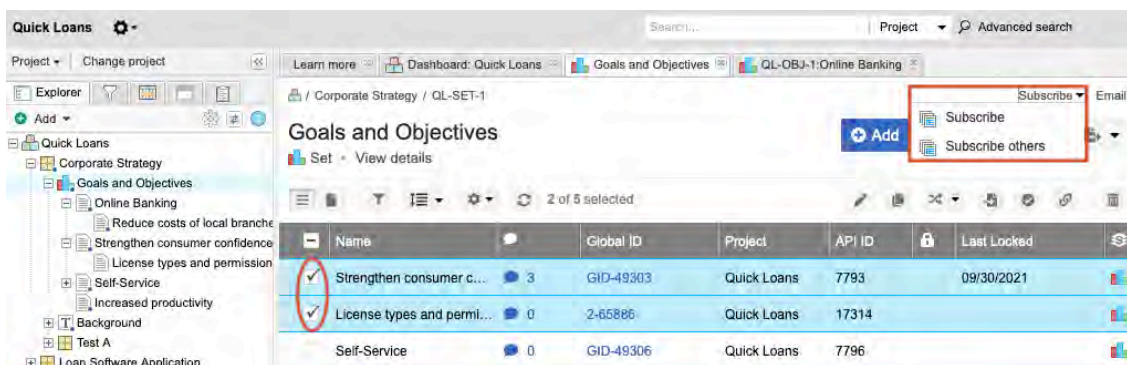 Quick Loans
Search...
Project
Advanced search
Project
Change project
Learn more
Dashboard: Quick Loans
Goals and Objectives
QL-OBJ-1:Online Banking
Explorer
/ Corporate Strategy / QL-SET-1
Subscribe
Email
Add
Subscribe
Subscribe others
Quick Loans
Goals and Objectives
Add
Corporate Strategy
Set • View details
Goals and Objectives
Online Banking
2 of 5 selected
Reduce costs of local branche
Strengthen consumer confidence
Name
Global ID
Project
API ID
Last Locked
License types and permission
Self-Service
Strengthen consumer c...
3
GID-49303
Quick Loans
7793
09/30/2021
Increased productivity
Background
License types and permi...
0
2-65886
Quick Loans
17314
Test A
Self-Service
0
GID-49306
Quick Loans
7796
Loan Software Application